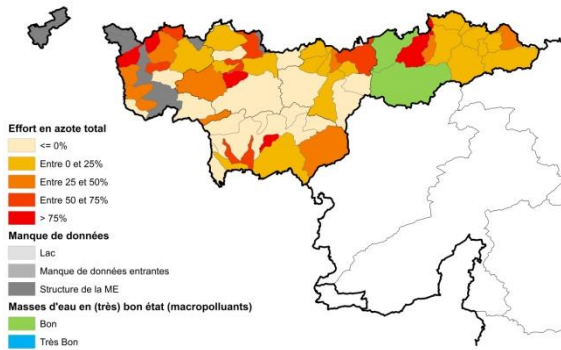 Effort en azote total
<= 0%
Entre 0 et 25%
Entre 25 et 50%
Entre 50 et 75%
> 75%
Manque de données
Lac
Manque de données entrantes
Structure de la ME
Masses d'eau en (très) bon état (macropolluants)
Bon
Très Bon